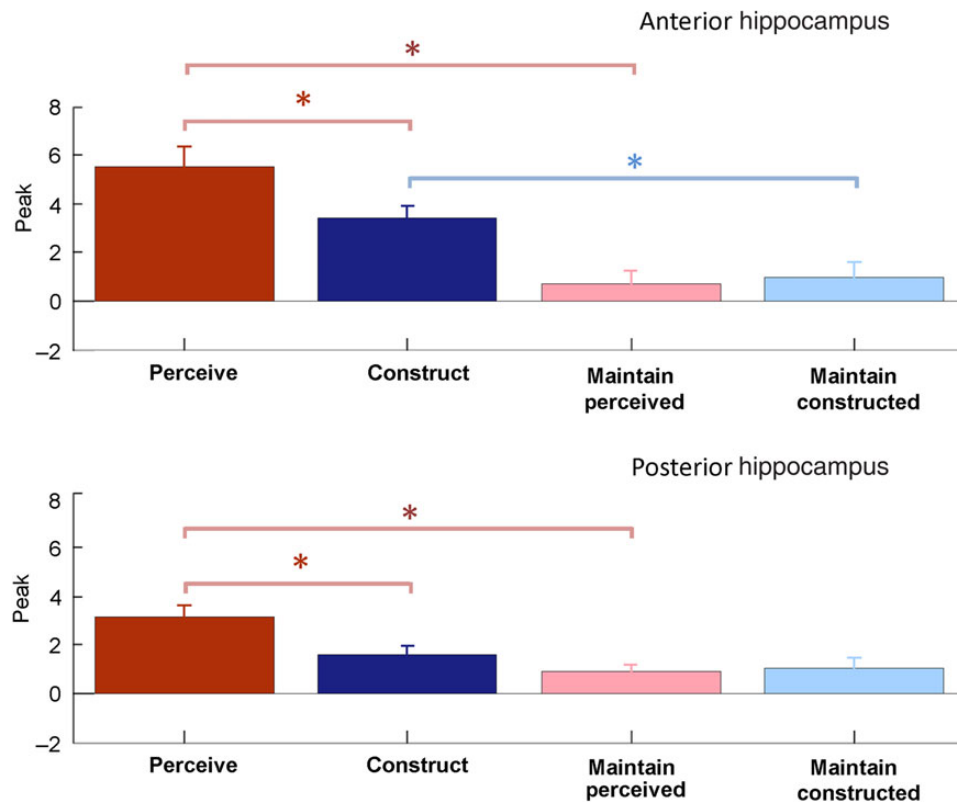 Anterior hippocampus
*
*
8
*
6
4
2
0
–2
Peak
Perceive
Construct
Maintain
perceived
Maintain
constructed
Posterior hippocampus
8
*
6
*
4
2
0
–2
Peak
Perceive
Construct
Maintain
perceived
Maintain
constructed